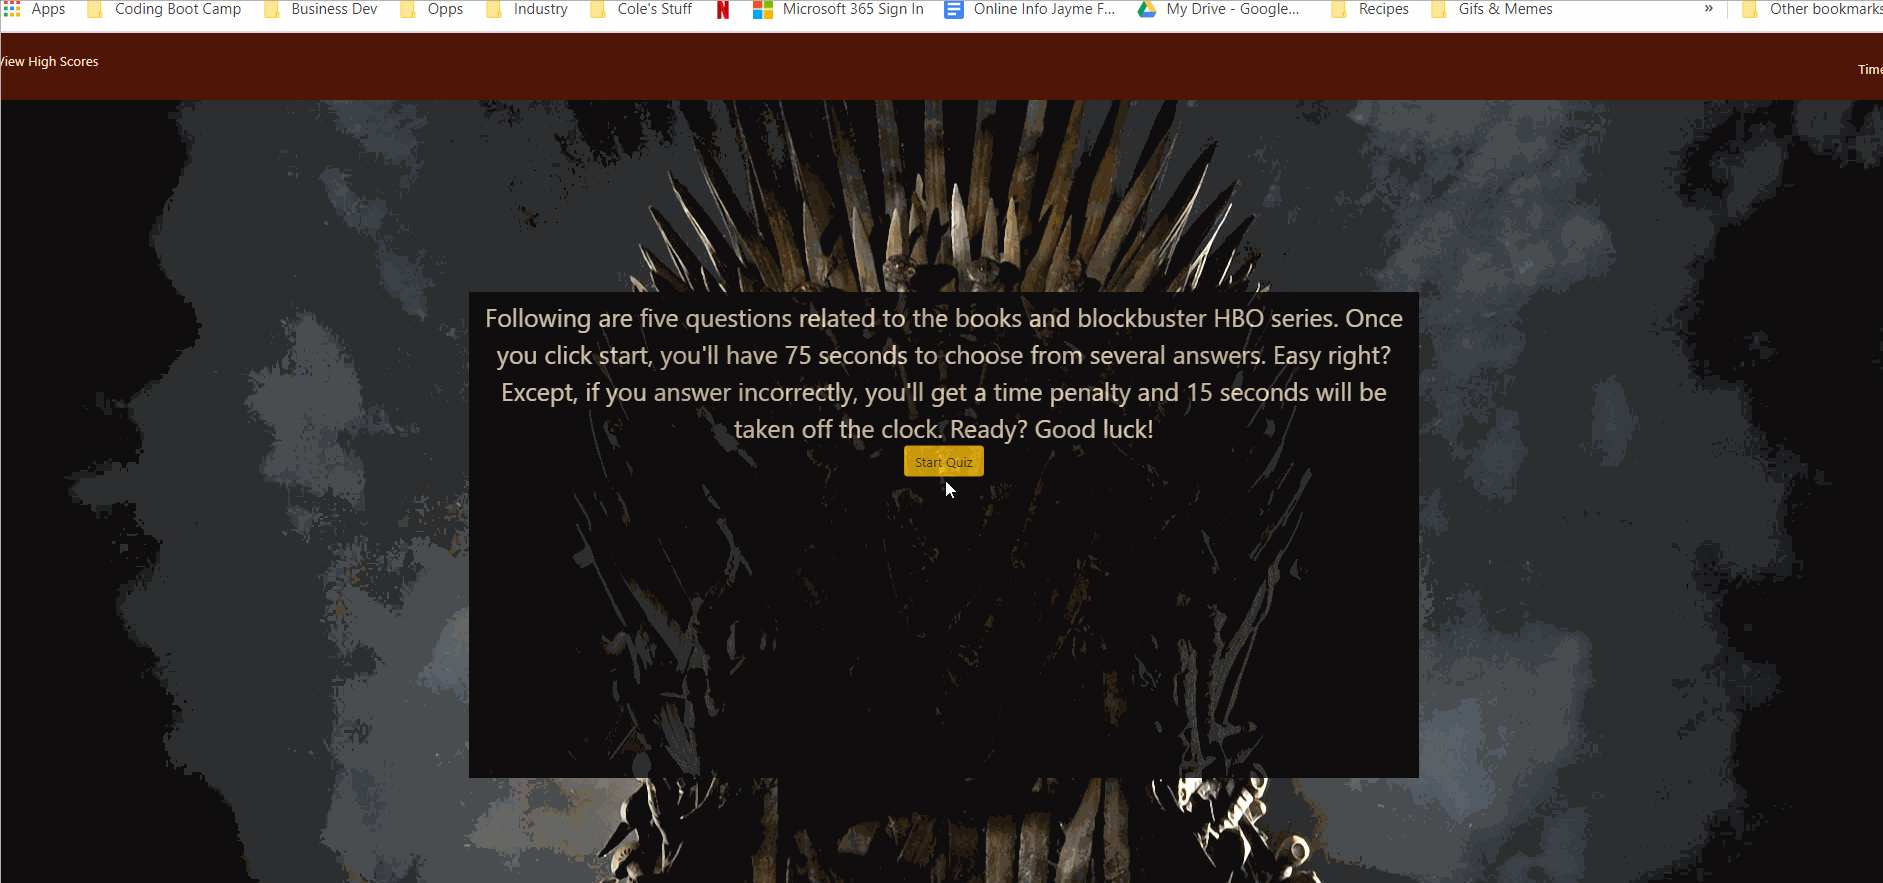 Apps Coding Boot Camp Business Dev Opps Industry Cole's Stuff N Microsoft 365 Sign In Online Info Jayme F... My Drive - Google... Recipes Gifs & Memes » Other bookmarks
View High Scores
Time
Following are five questions related to the books and blockbuster HBO series. Once
you click start, you'll have 75 seconds to choose from several answers. Easy right?
Except, if you answer incorrectly, you'll get a time penalty and 15 seconds will be
taken off the clock. Ready? Good luck!
Start Quiz